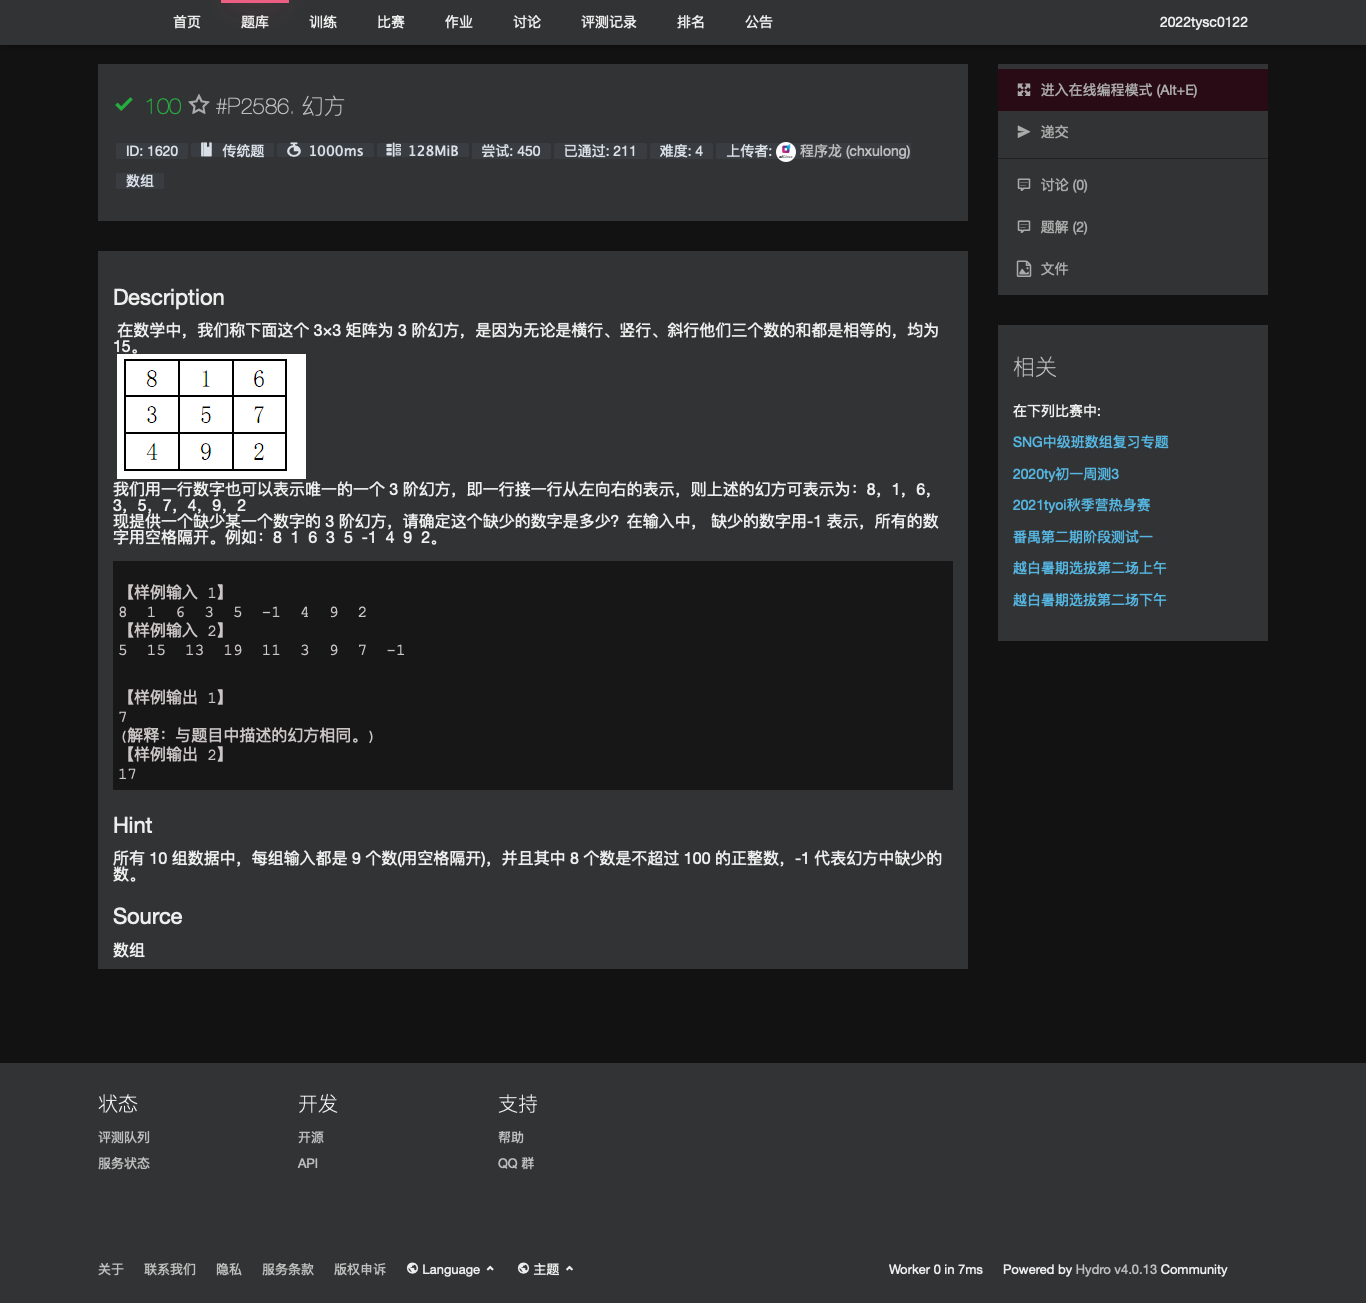 首页 题库 训练 比赛 作业 讨论 评测记录 排名 公告 2022tysc0122
100 #P2586. 幻方
ID: 1620 传统题 1000ms 128MiB 尝试: 450 已通过: 211 难度: 4 上传者: 程序龙 (chxulong)
数组
进入在线编程模式 (Alt+E)
递交
讨论 (0)
题解 (2)
文件
Description
在数学中，我们称下面这个 3×3 矩阵为 3 阶幻方，是因为无论是横行、竖行、斜行他们三个数的和都是相等的，均为
15。
8 1 6
3 5 7
4 9 2
我们用一行数字也可以表示唯一的一个 3 阶幻方，即一行接一行从左向右的表示，则上述的幻方可表示为：8，1，6，
3，5，7，4，9，2
现提供一个缺少某一个数字的 3 阶幻方，请确定这个缺少的数字是多少？在输入中， 缺少的数字用-1 表示，所有的数
字用空格隔开。例如：8 1 6 3 5 -1 4 9 2。
【样例输入 1】
8 1 6 3 5 -1 4 9 2
【样例输入 2】
5 15 13 19 11 3 9 7 -1
【样例输出 1】
7
(解释：与题目中描述的幻方相同。)
【样例输出 2】
17
Hint
所有 10 组数据中，每组输入都是 9 个数(用空格隔开)，并且其中 8 个数是不超过 100 的正整数，-1 代表幻方中缺少的
数。
Source
数组
相关
在下列比赛中:
SNG中级班数组复习专题
2020ty初一周测3
2021tyoi秋季营热身赛
番禺第二期阶段测试一
越白暑期选拔第二场上午
越白暑期选拔第二场下午
状态
评测队列
服务状态
开发
开源
API
支持
帮助
QQ 群
关于 联系我们 隐私 服务条款 版权申诉 Language 主题 Worker 0 in 7ms Powered by Hydro v4.0.13 Community